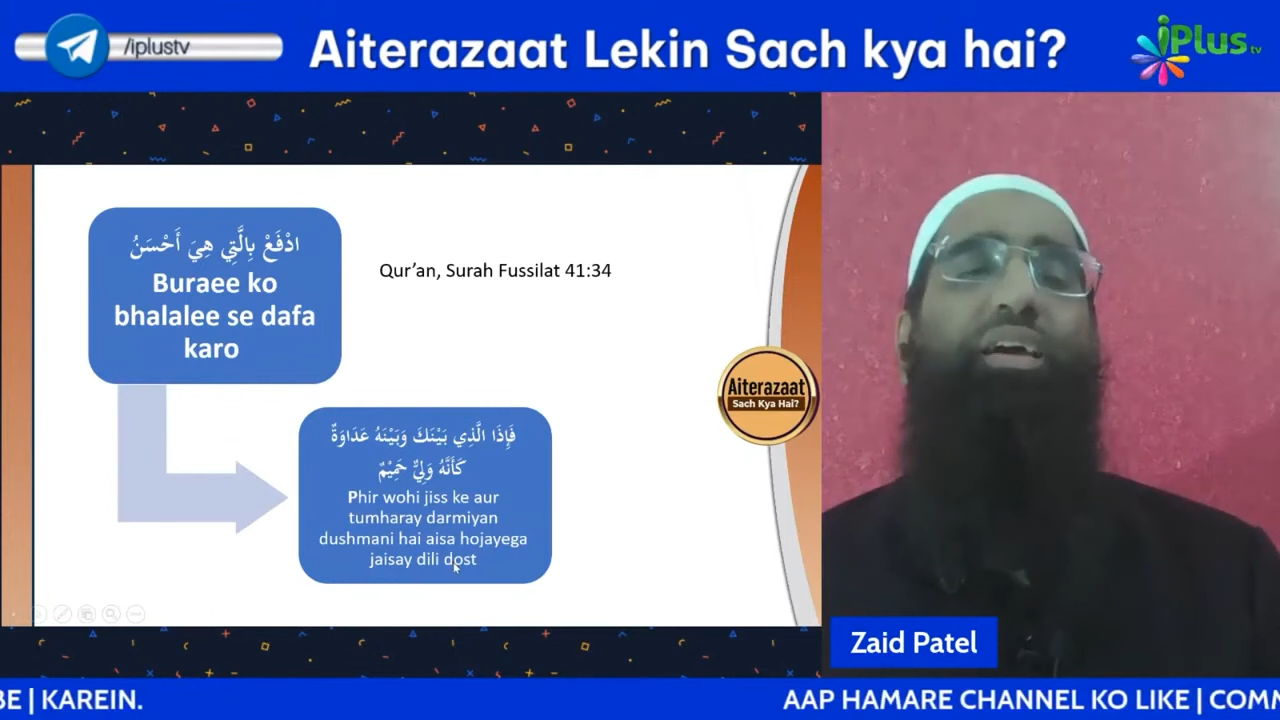 /iplustv
Aiterazaat Lekin Sach kya hai?
iPlus tv
ادْفَعْ بِالَّتِي هِيَ أَحْسَنُ
Buraee ko
bhalalee se dafa
karo
Qur’an, Surah Fussilat 41:34
Aiterazaat
Sach Kya Hai?
فَإِذَا الَّذِي بَيْنَكَ وَبَيْنَهُ عَدَاوَةٌ
كَأَنَّهُ وَلِيٌّ حَمِيْمٌ
Phir wohi jiss ke aur
tumharay darmiyan
dushmani hai aisa hojayega
jaisay dili dost
Zaid Patel
BE | KAREIN.
AAP HAMARE CHANNEL KO LIKE | COMM